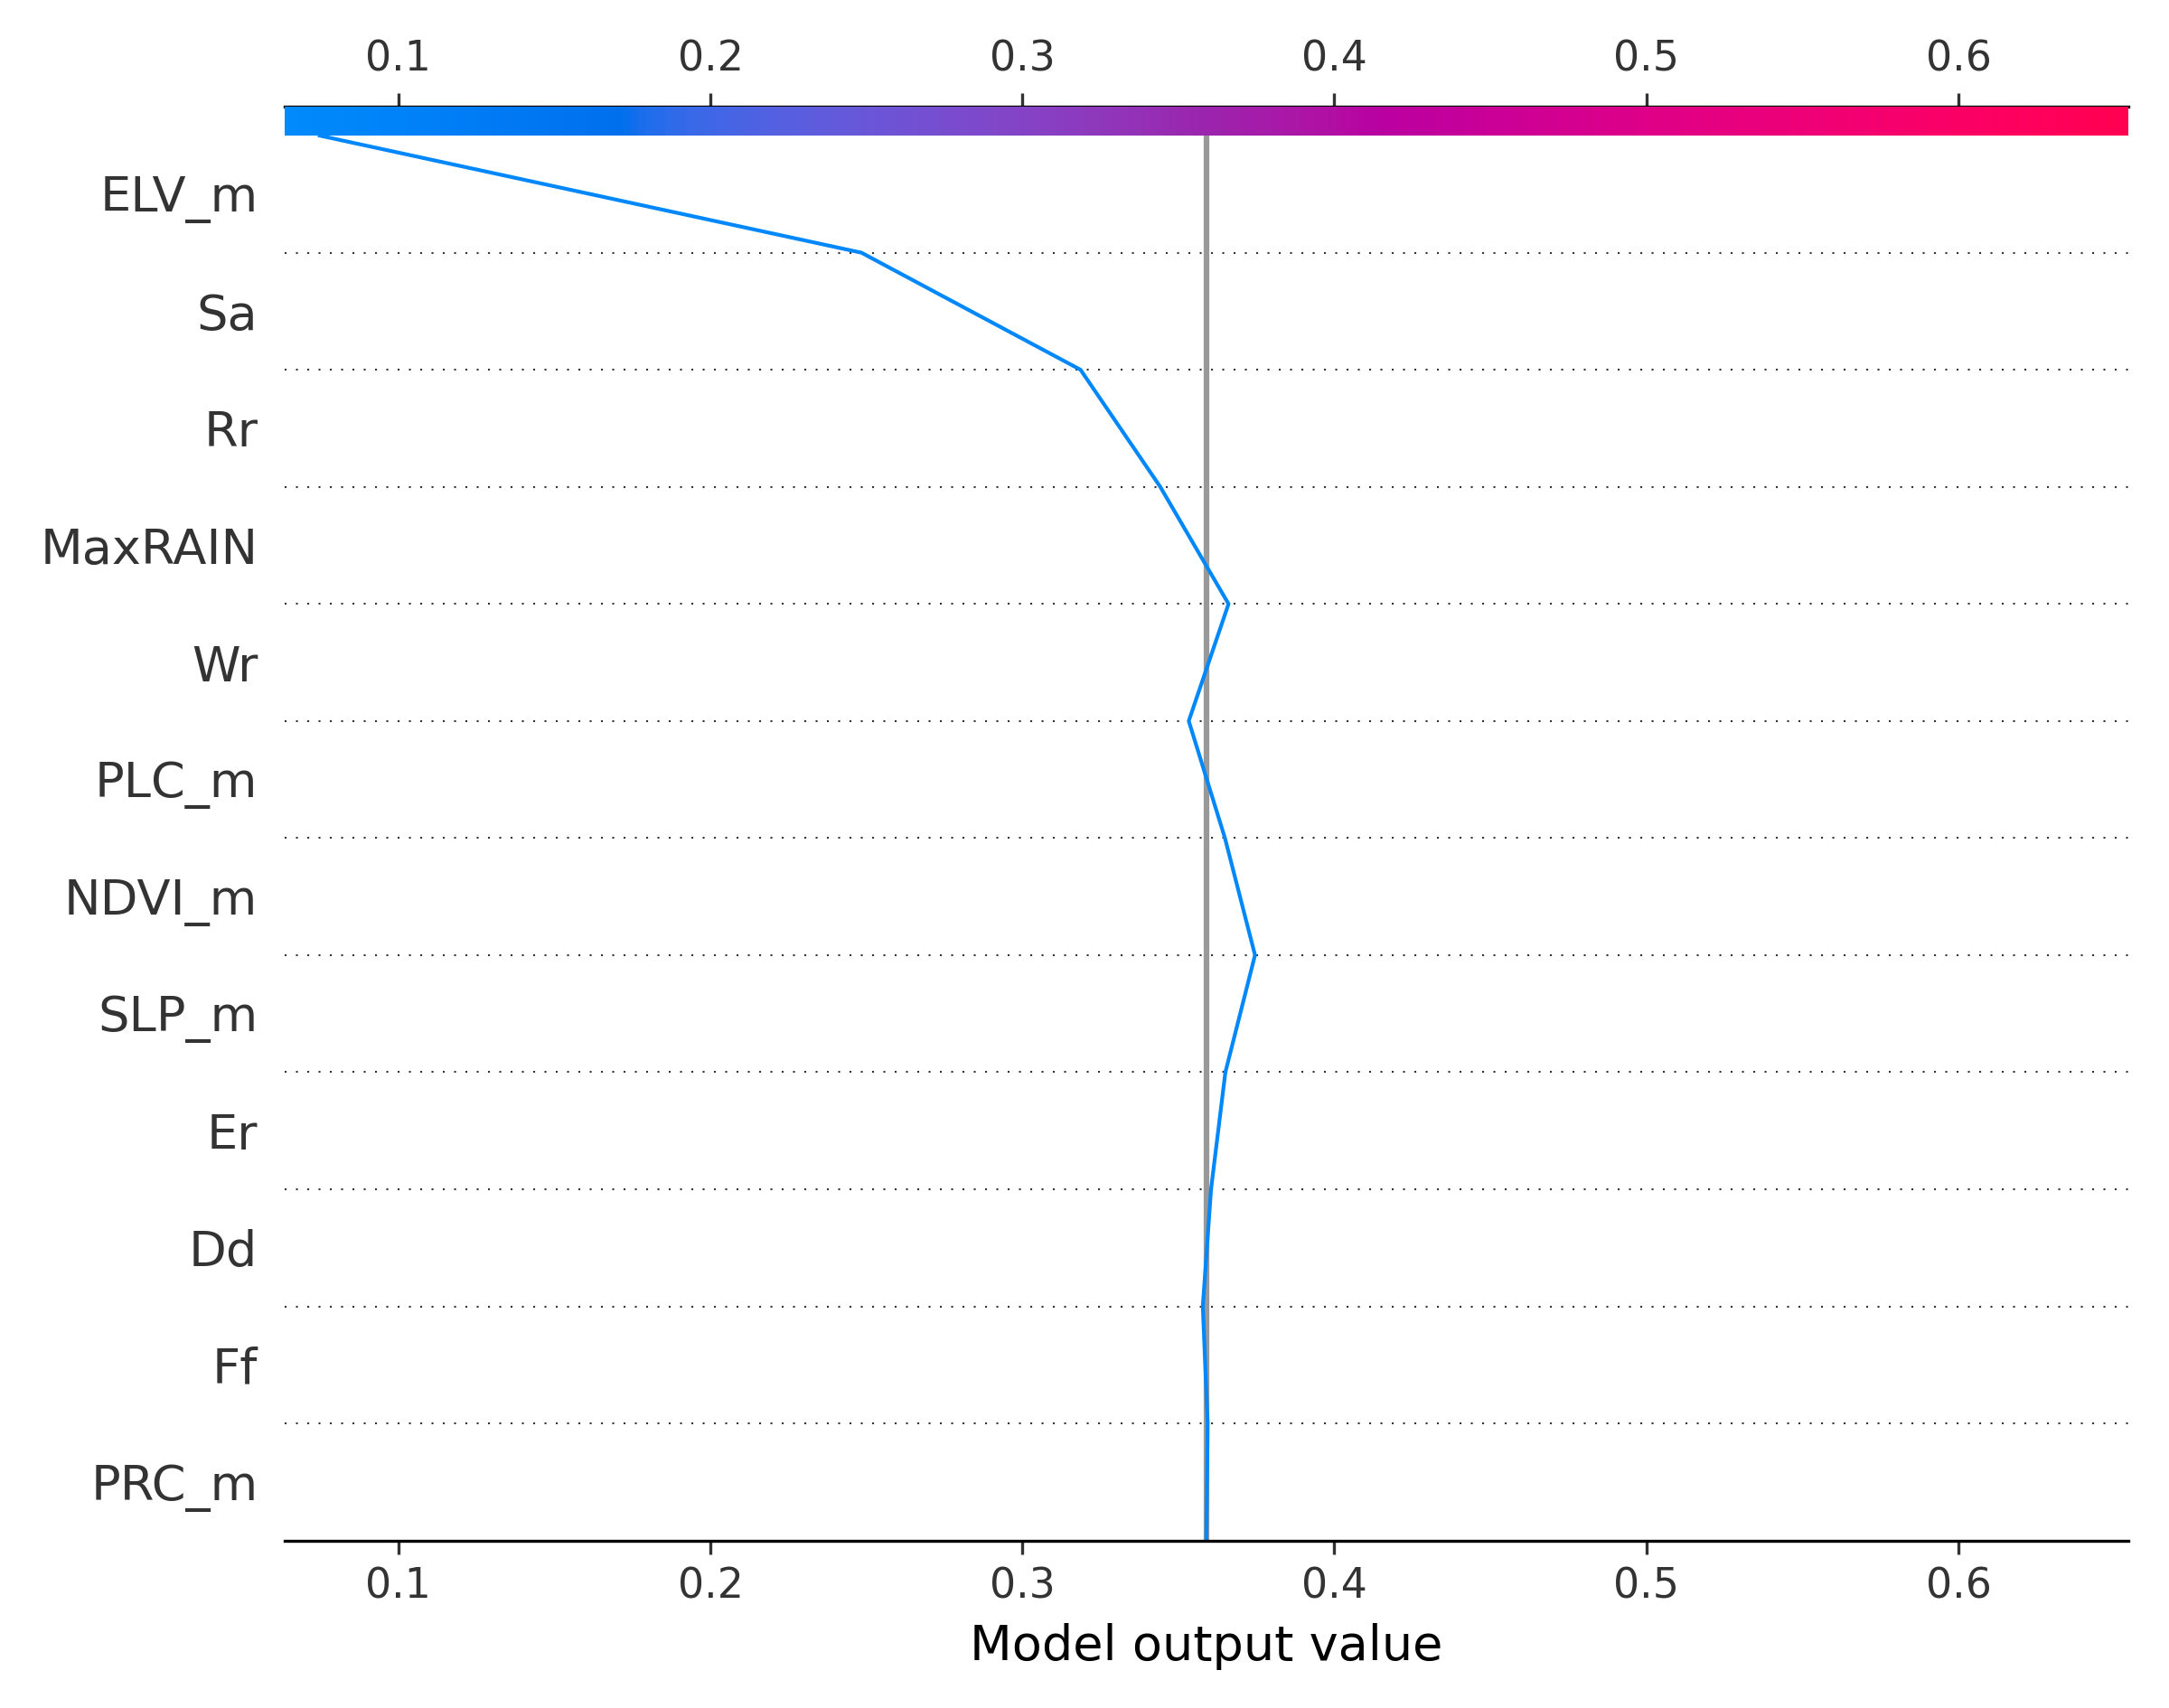 0.1 0.2 0.3 0.4 0.5 0.6
ELV_m
Sa
Rr
MaxRAIN
Wr
PLC_m
NDVI_m
SLP_m
Er
Dd
Ff
PRC_m
0.1 0.2 0.3 0.4 0.5 0.6
Model output value